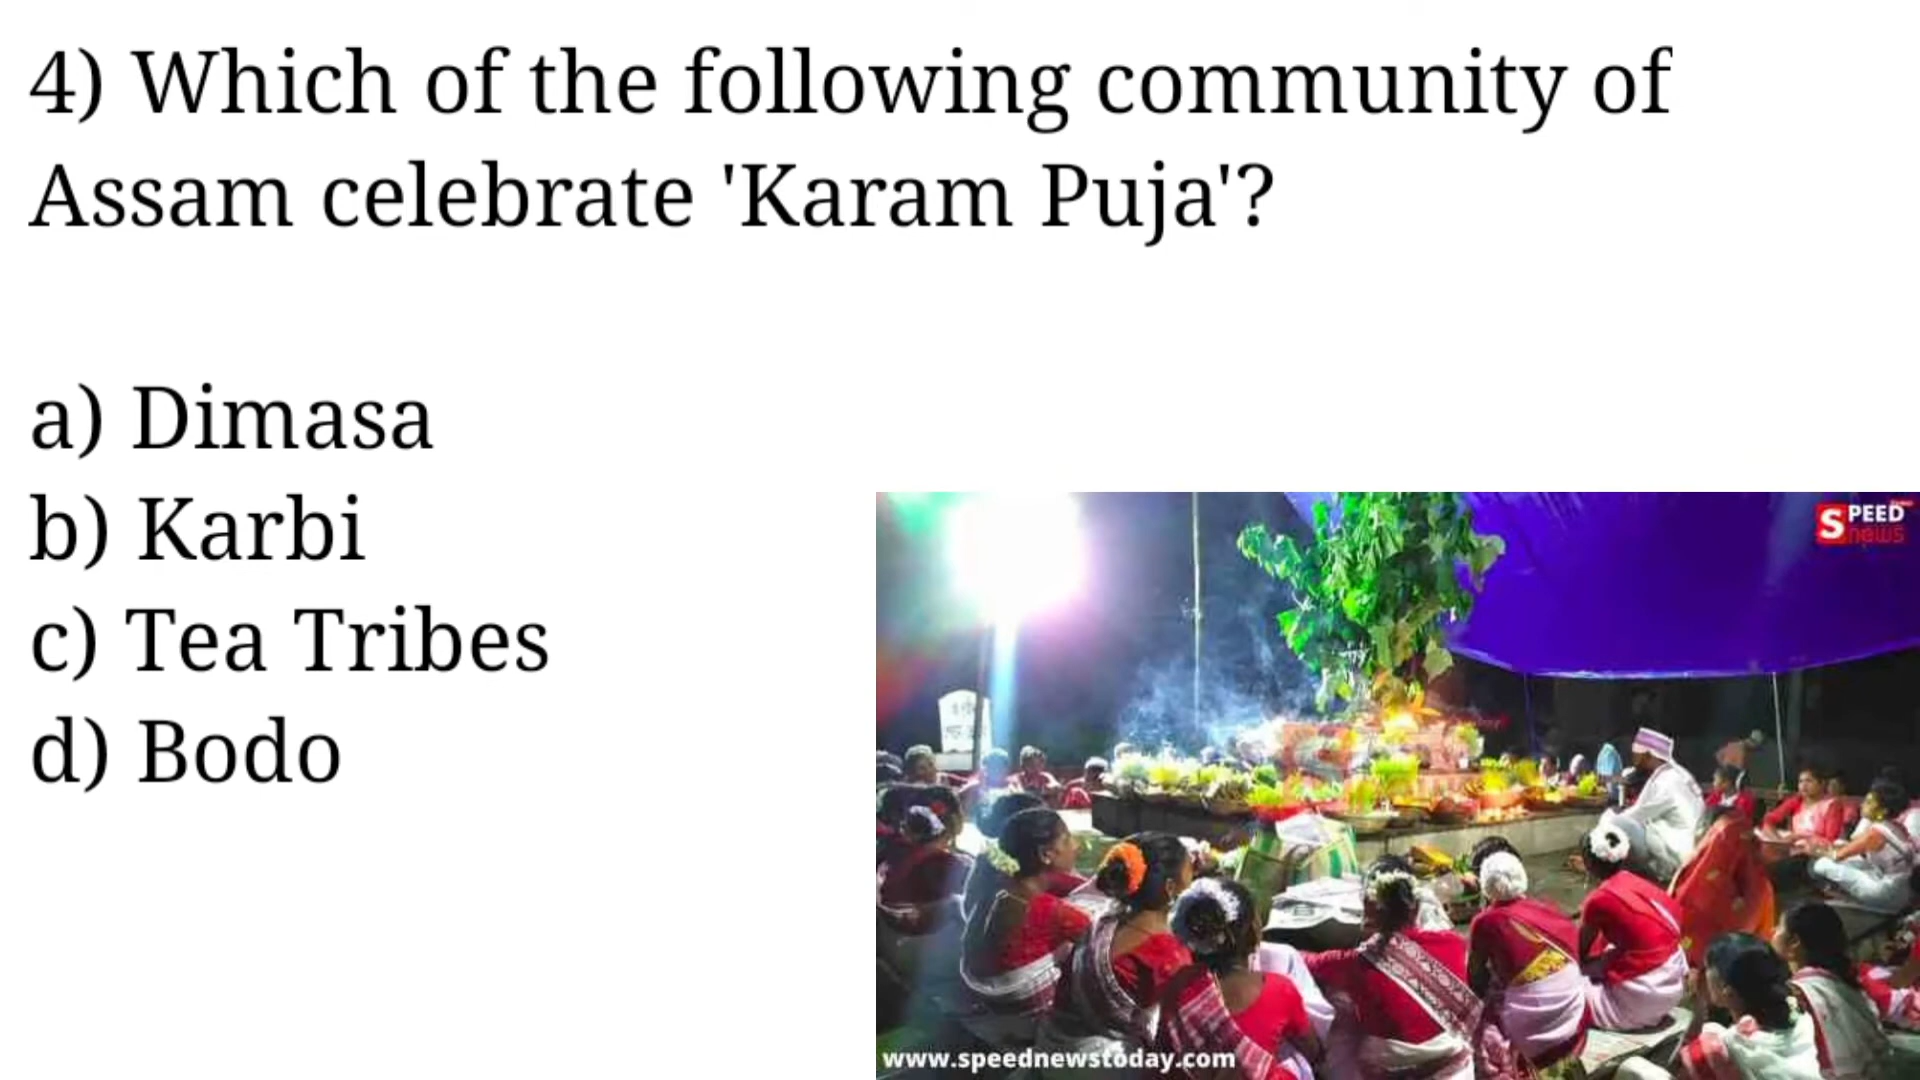 4) Which of the following community of
Assam celebrate 'Karam Puja'?
a) Dimasa
b) Karbi
c) Tea Tribes
d) Bodo
SPEED
news
www.speednewstoday.com